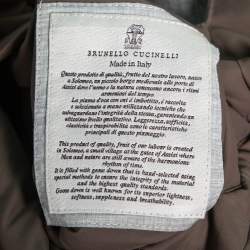 BRUNELLO CUCINELLI
Made in Italy
Questo prodotto di qualità, frutto del nostro lavoro, nasce
a Solomeo, un piccolo borgo medievale alle porte di
Assisi dove l'uomo e la natura conoscono ancora i ritmi
armoniosi del tempo.
La piuma d'oca con cui è imbottito, è raccolta
e selezionata a mano utilizzando tecniche che
salvaguardano l'integrità della materia, garantendo un
altissimo livello qualitativo. Leggerezza, sofficità,
elasticità e traspirabilità sono le caratteristiche
principali di questo piumaggio.
This product of quality, fruit of our labour is created
in Solomeo, small village at the gates of Assisi where
Men and nature are still aware of the harmonious
rhythm of time.
It is filled with goose down that is hand-selected using
special methods to ensure the integrity of the material
and the highest quality standards.
Goose down is well known for its superior lightness,
softness, suppleness and breathability.